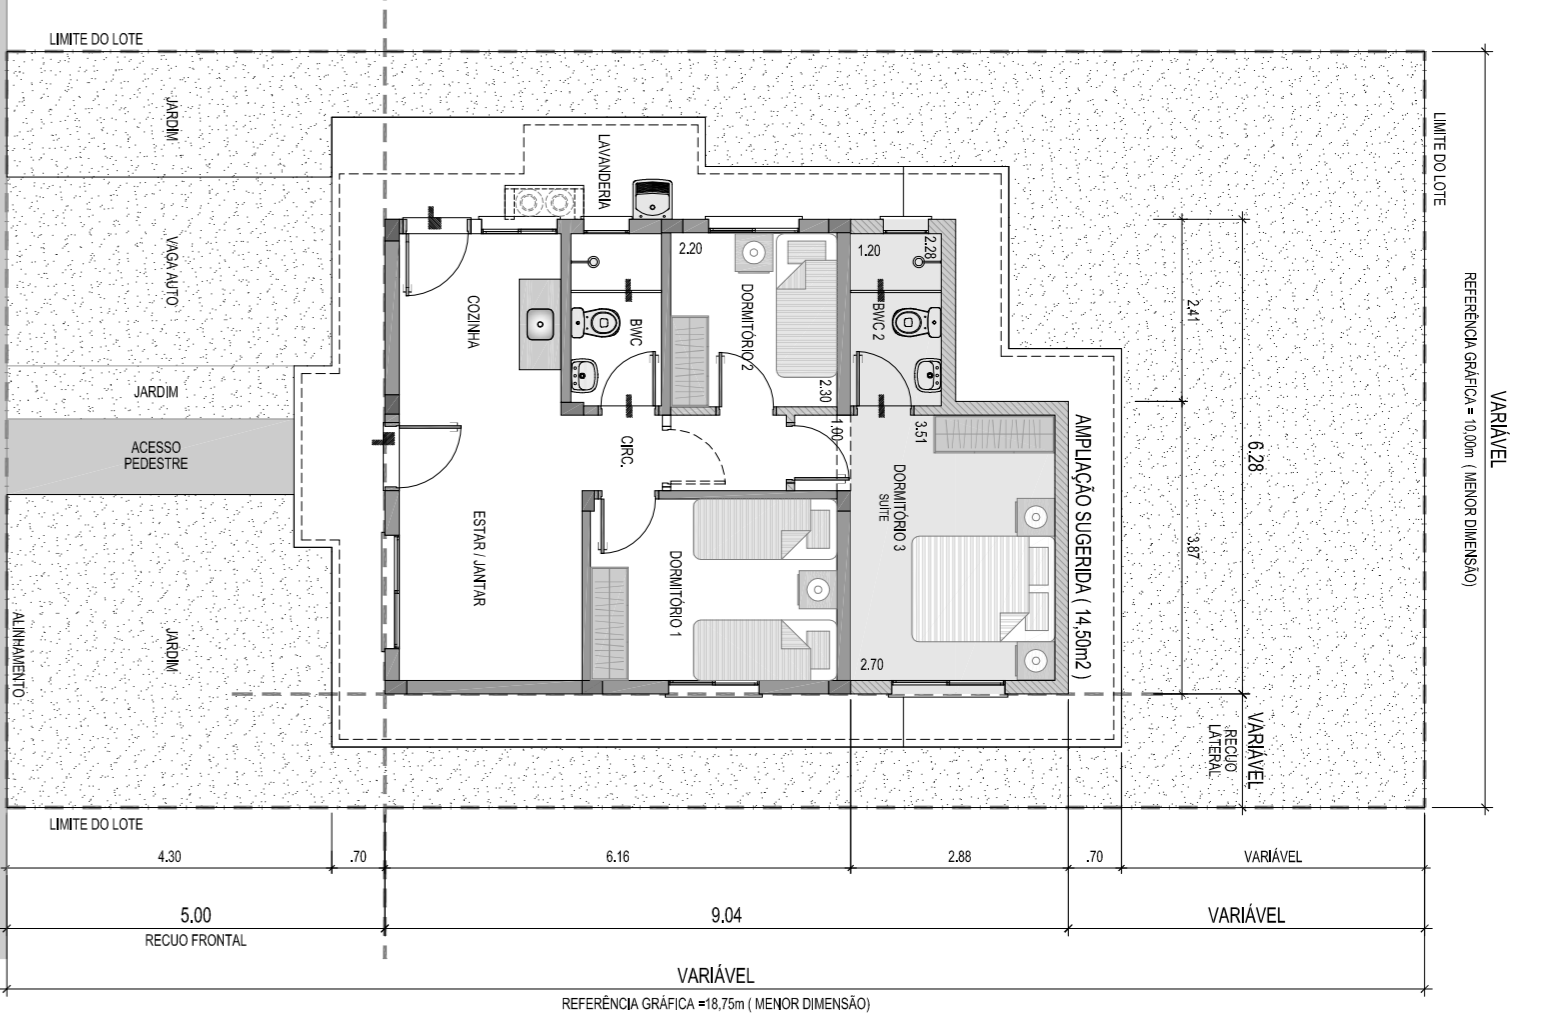 LIMITE DO LOTE
LIMITE DO LOTE
JARDIM
LAVANDERIA
VAGA AUTO
COZINHA
BWC
2.20
DORMITÓRIO 2
2.30
1.20
2.28
BWC 2
2.41
REFERÊNCIA GRÁFICA = 10,00m ( MENOR DIMENSÃO)
VARIÁVEL
JARDIM
ACESSO
PEDESTRE
CIRC.
1.00
3.51
DORMITÓRIO 3
SUÍTE
AMPLIAÇÃO SUGERIDA ( 14,50m2 )
6.28
3.87
ESTAR / JANTAR
DORMITÓRIO 1
2.70
ALINHAMENTO
JARDIM
VARIÁVEL
RECUO
LATERAL
LIMITE DO LOTE
4.30
.70
6.16
2.88
.70
VARIÁVEL
5.00
9.04
VARIÁVEL
RECUO FRONTAL
VARIÁVEL
REFERÊNCIA GRÁFICA =18,75m ( MENOR DIMENSÃO)